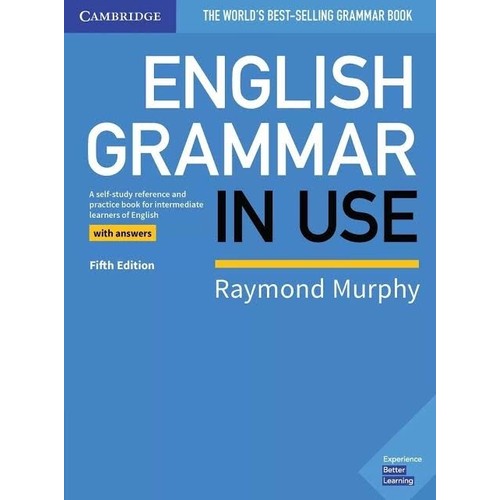 CAMBRIDGE
THE WORLD'S BEST-SELLING GRAMMAR BOOK
ENGLISH
GRAMMAR
IN USE
A self-study reference and
practice book for intermediate
learners of English
with answers
Fifth Edition
Raymond Murphy
Experience
Better
Learning